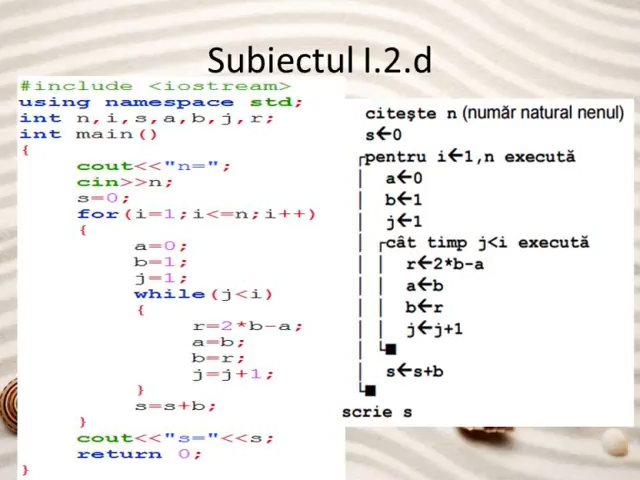 Subiectul I.2.d
#include <iostream>
using namespace std;
int n,i,s,a,b,j,r;
int main()
{
cout<<"n=";
cin>>n;
s=0;
for(i=1;i<=n;i++)
{
a=0;
b=1;
j=1;
while(j<i)
{
r=2*b-a;
a=b;
b=r;
j=j+1;
}
s=s+b;
}
cout<<"s="<<s;
return 0;
}
citeşte n (număr natural nenul)
s←0
┌pentru i←1,n execută
│ a←0
│ b←1
│ j←1
│ ┌cât timp j<i execută
│ │ r←2*b-a
│ │ a←b
│ │ b←r
│ │ j←j+1
│ └■
│ s←s+b
└■
scrie s